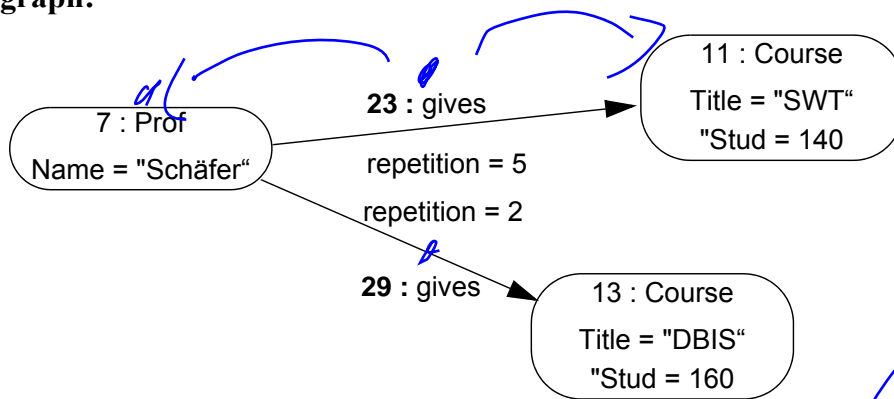 graph:
11 : Course
Title = "SWT“
"Stud = 140
23 : gives
7 : Prof
Name = "Schäfer“
repetition = 5
repetition = 2
29 : gives
13 : Course
Title = "DBIS“
"Stud = 160